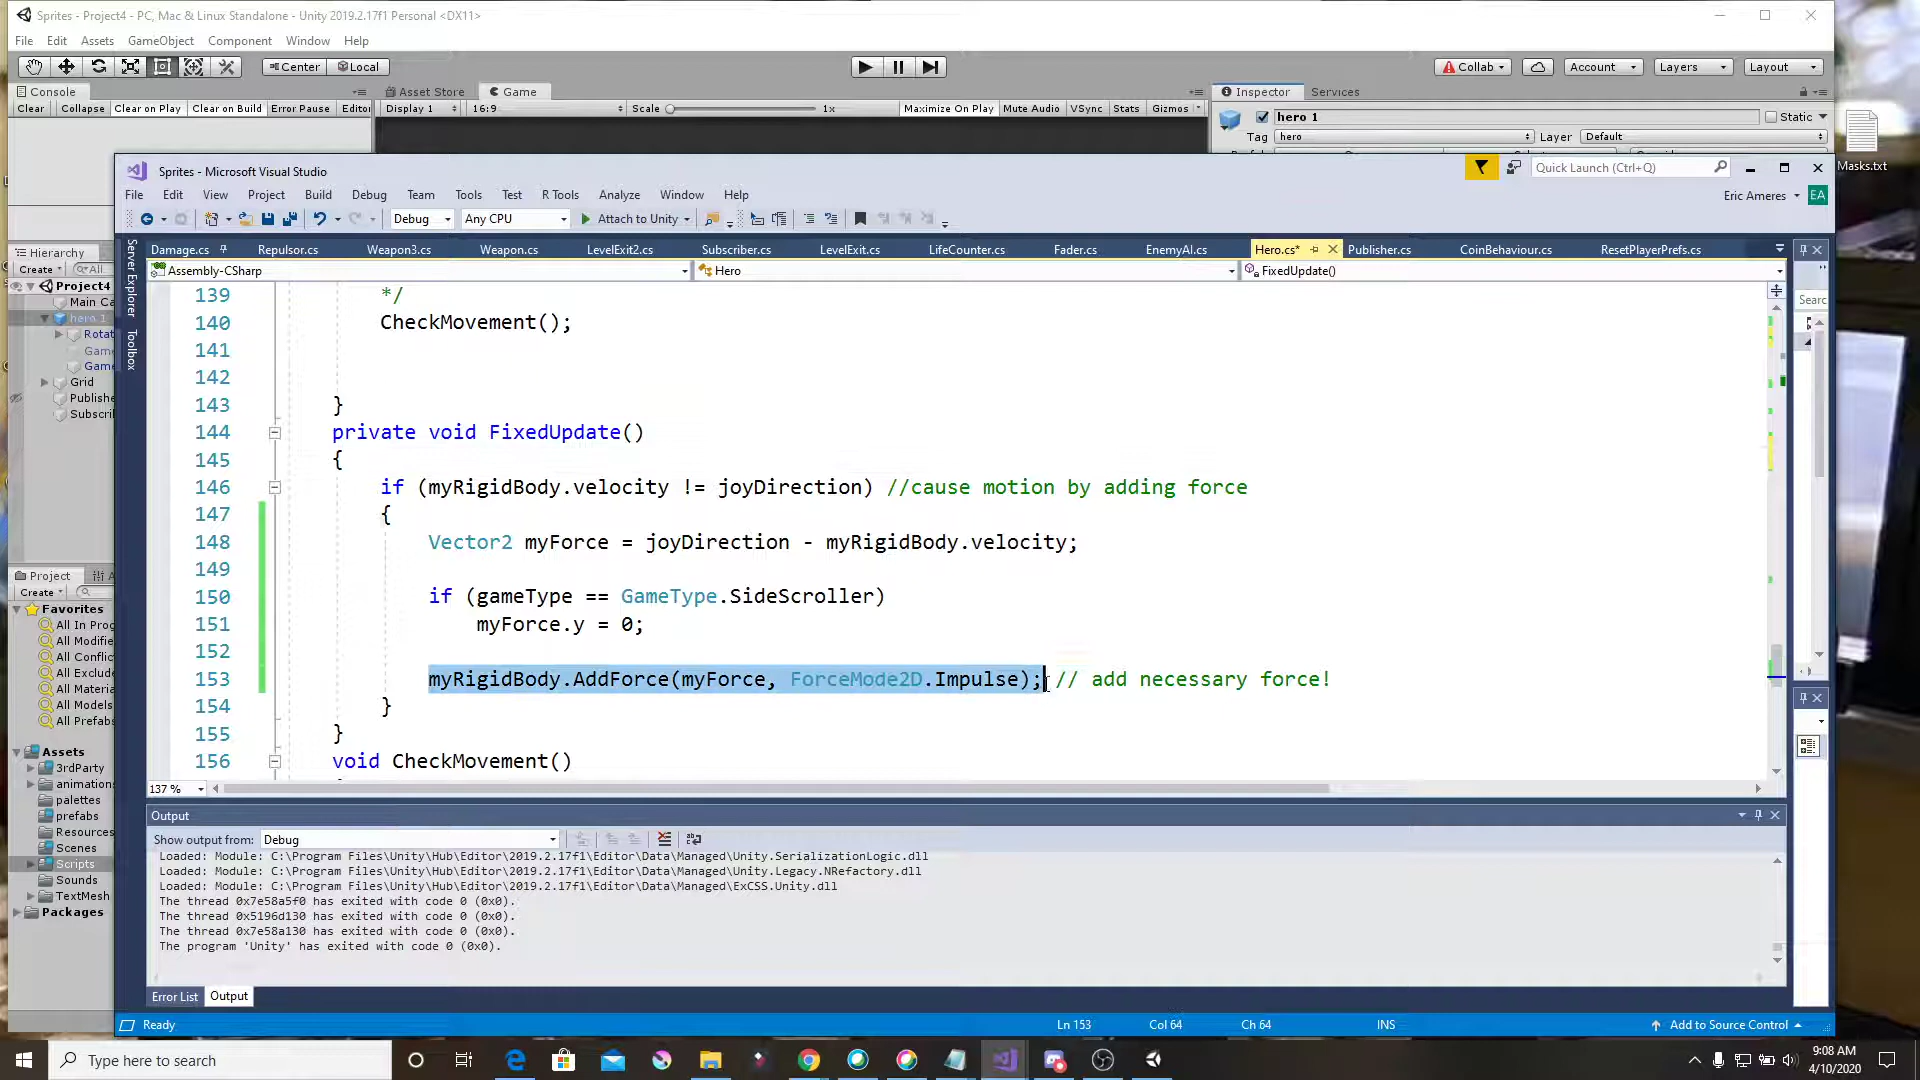 Sprites - Project4 - PC, Mac & Linux Standalone - Unity 2019.2.17f1 Personal <DX11>
File Edit Assets GameObject Component Window Help
Center Local Collab Account Layers Layout
Console Asset Store Game Inspector Services
Clear Collapse Clear on Play Clear on Build Error Pause Editor Display 1 16:9 Scale 1x Maximize On Play Mute Audio VSync Stats Gizmos
hero 1 Static
Tag hero Layer Default
Masks.txt
Sprites - Microsoft Visual Studio
Quick Launch (Ctrl+Q)
File Edit View Project Build Debug Team Tools Test R Tools Analyze Window Help
Eric Ameres EA
Debug Any CPU Attach to Unity
Damage.cs Repulsor.cs Weapon3.cs Weapon.cs LevelExit2.cs Subscriber.cs LevelExit.cs LifeCounter.cs Fader.cs EnemyAI.cs Hero.cs* Publisher.cs CoinBehaviour.cs ResetPlayerPrefs.cs
Assembly-CSharp Hero FixedUpdate()
Server Explorer
Toolbox
Searc
Hierarchy
Create All
Project4
Main Ca
hero 1
Rotat
Game
Game
Grid
Publishe
Subscri
139 */
140 CheckMovement();
141
142
143 }
144 private void FixedUpdate()
145 {
146 if (myRigidBody.velocity != joyDirection) //cause motion by adding force
147 {
148 Vector2 myForce = joyDirection - myRigidBody.velocity;
149
150 if (gameType == GameType.SideScroller)
151 myForce.y = 0;
152
153 myRigidBody.AddForce(myForce, ForceMode2D.Impulse); // add necessary force!
154 }
155 }
156 void CheckMovement()
137 %
Project A
Create
Favorites
All In Prog
All Modifie
All Conflic
All Exclude
All Materia
All Models
All Prefabs
Assets
3rdParty
animations
palettes
prefabs
Resources
Scenes
Scripts
Sounds
TextMesh
Packages
Output
Show output from: Debug
Loaded: Module: C:\Program Files\Unity\Hub\Editor\2019.2.17f1\Editor\Data\Managed\Unity.SerializationLogic.dll
Loaded: Module: C:\Program Files\Unity\Hub\Editor\2019.2.17f1\Editor\Data\Managed\Unity.Legacy.NRefactory.dll
Loaded: Module: C:\Program Files\Unity\Hub\Editor\2019.2.17f1\Editor\Data\Managed\ExCSS.Unity.dll
The thread 0x7e58a5f0 has exited with code 0 (0x0).
The thread 0x5196d130 has exited with code 0 (0x0).
The thread 0x7e58a130 has exited with code 0 (0x0).
The program 'Unity' has exited with code 0 (0x0).
Error List Output
Ready Ln 153 Col 64 Ch 64 INS Add to Source Control
Type here to search
9:08 AM
4/10/2020